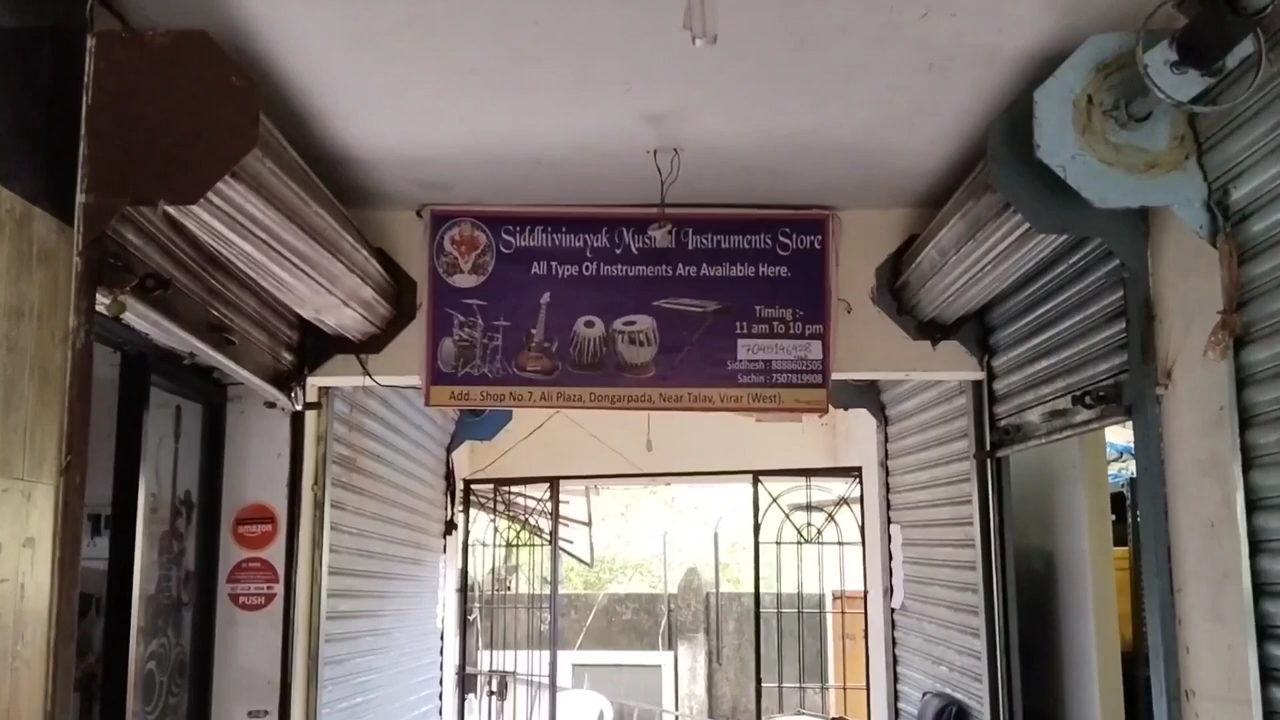 Siddhivinayak Musical Instruments Store
All Type Of Instruments Are Available Here.
Timing :-
11 am To 10 pm
Siddhesh : 8888602505
Sachin : 7507819908
Add.. Shop No.7, Ali Plaza, Dongarpada, Near Talav, Virar (West).
amazon
PUSH